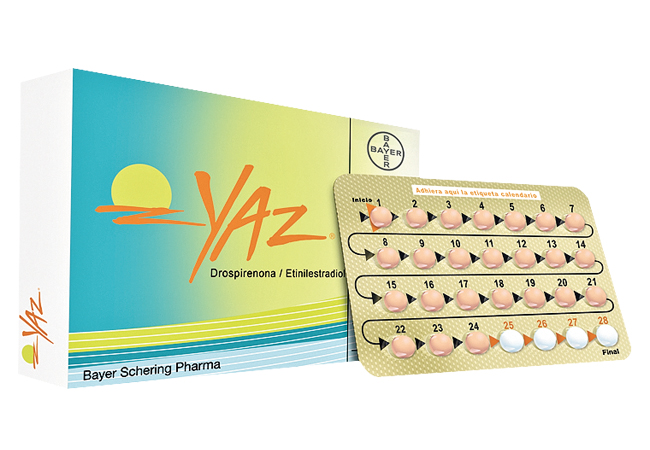 BAYER
BAYER
YAZ®
Drospirenona / Etinilestradiol
Bayer Schering Pharma
YAZ
Adhiera aquí la etiqueta calendario
Inicio 1 2 3 4 5 6 7
8 9 10 11 12 13 14
15 16 17 18 19 20 21
22 23 24 25 26 27 28
Final